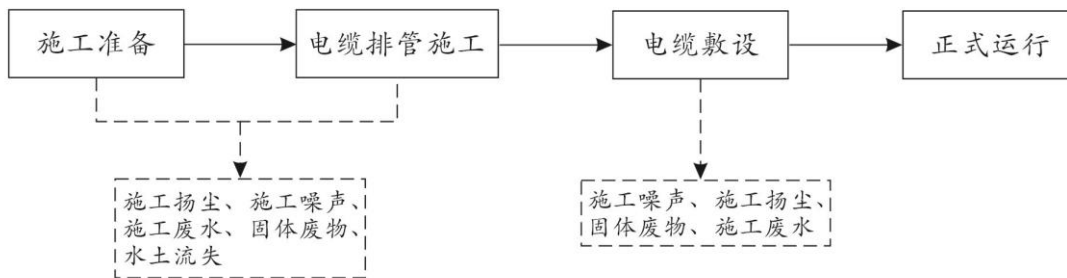 施工准备
电缆排管施工
电缆敷设
正式运行
施工扬尘、施工噪声、
施工废水、固体废物、
水土流失
施工噪声、施工扬尘、
固体废物、施工废水